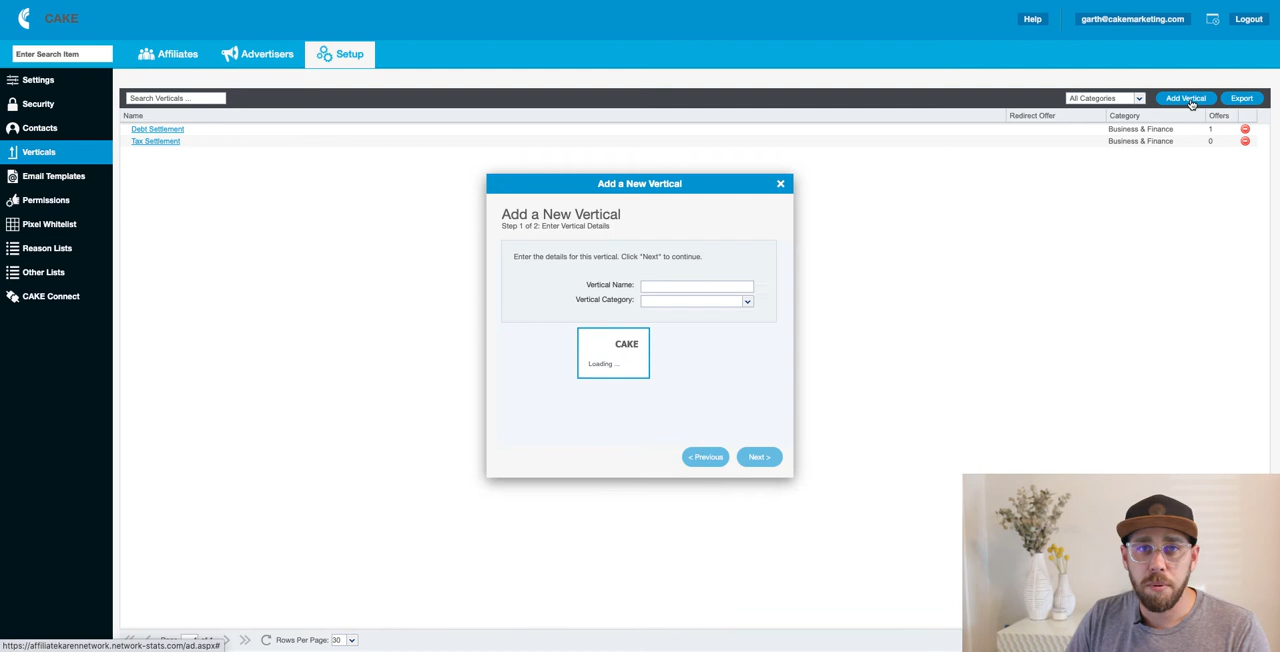 CAKE
Help
garth@cakemarketing.com
Logout
Enter Search Item
Affiliates
Advertisers
Setup
Settings
Security
Contacts
Verticals
Email Templates
Permissions
Pixel Whitelist
Reason Lists
Other Lists
CAKE Connect
Search Verticals ...
All Categories
Add Vertical
Export
Name
Redirect Offer
Category
Offers
Debt Settlement
Business & Finance
1
Tax Settlement
Business & Finance
0
Add a New Vertical
Add a New Vertical
Step 1 of 2: Enter Vertical Details
Enter the details for this vertical. Click "Next" to continue.
Vertical Name:
Vertical Category:
CAKE
Loading ...
< Previous
Next >
Rows Per Page: 30
https://affiliatekarennetwork.network-stats.com/ad.aspx#